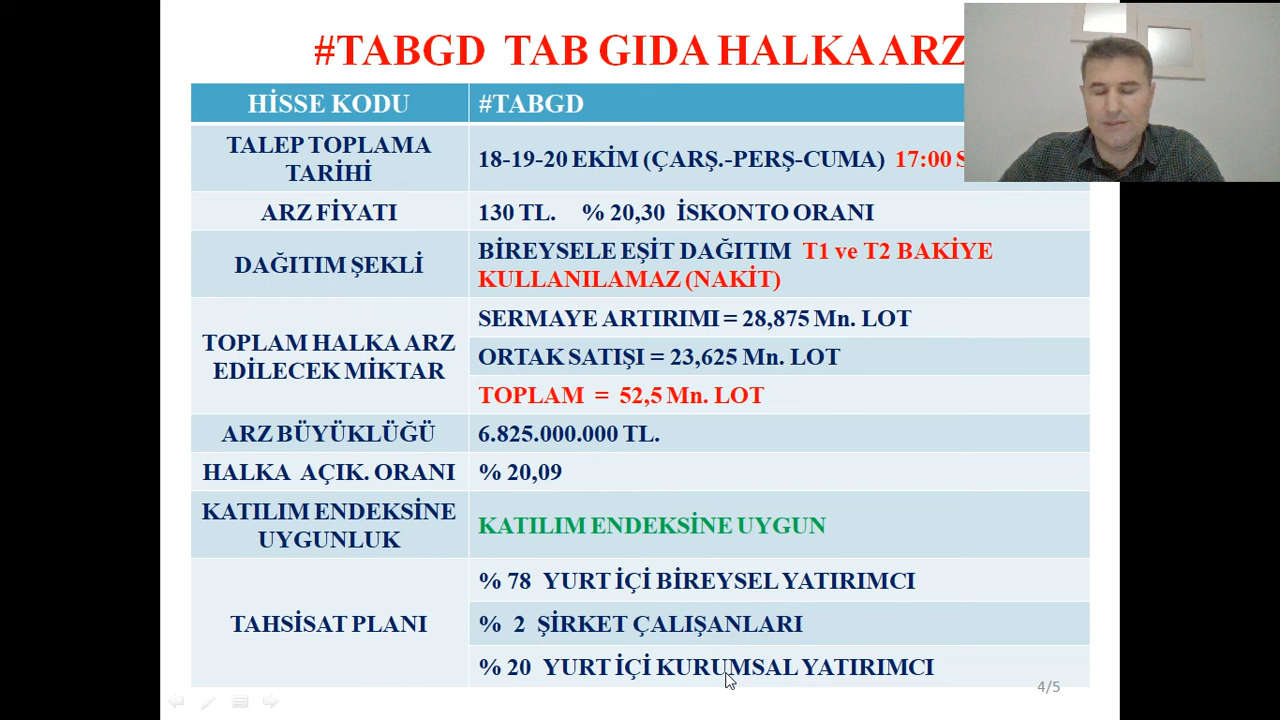 #TABGD TAB GIDA HALKA ARZ
HİSSE KODU
#TABGD
TALEP TOPLAMA
TARİHİ
18-19-20 EKİM (ÇARŞ.-PERŞ-CUMA) 17:00
ARZ FİYATI
130 TL. % 20,30 İSKONTO ORANI
DAĞITIM ŞEKLİ
BİREYSELE EŞİT DAĞITIM T1 ve T2 BAKİYE
KULLANILAMAZ (NAKİT)
TOPLAM HALKA ARZ
EDİLECEK MİKTAR
SERMAYE ARTIRIMI = 28,875 Mn. LOT
ORTAK SATIŞI = 23,625 Mn. LOT
TOPLAM = 52,5 Mn. LOT
ARZ BÜYÜKLÜĞÜ
6.825.000.000 TL.
HALKA AÇIK. ORANI
% 20,09
KATILIM ENDEKSİNE
UYGUNLUK
KATILIM ENDEKSİNE UYGUN
TAHSİSAT PLANI
% 78 YURT İÇİ BİREYSEL YATIRIMCI
% 2 ŞİRKET ÇALIŞANLARI
% 20 YURT İÇİ KURUMSAL YATIRIMCI
4/5